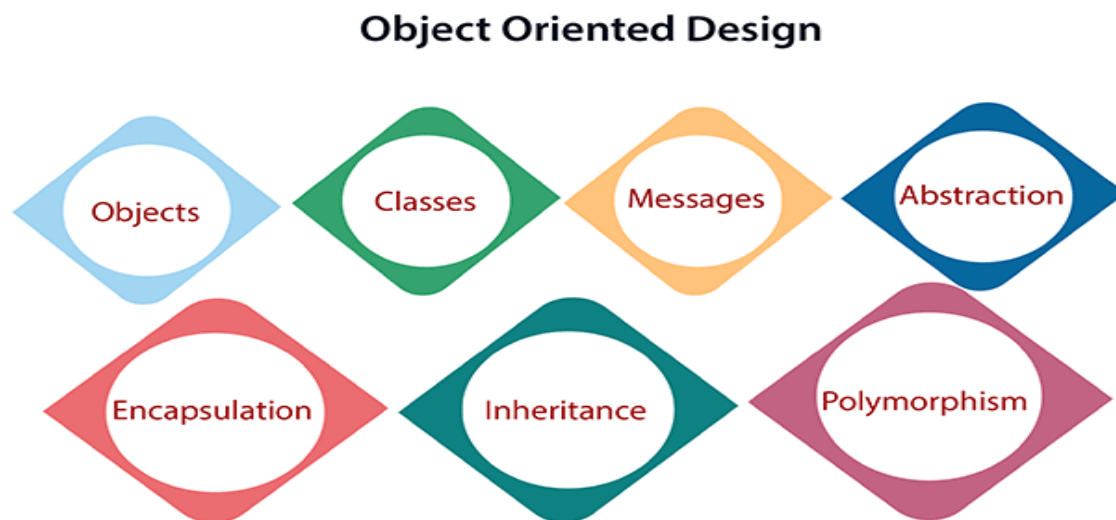 Object Oriented Design
Objects
Classes
Messages
Abstraction
Encapsulation
Inheritance
Polymorphism